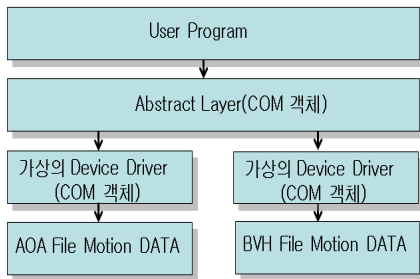 User Program
Abstract Layer(COM 객체)
가상의 Device Driver
(COM 객체)
가상의 Device Driver
(COM 객체)
AOA File Motion DATA
BVH File Motion DATA